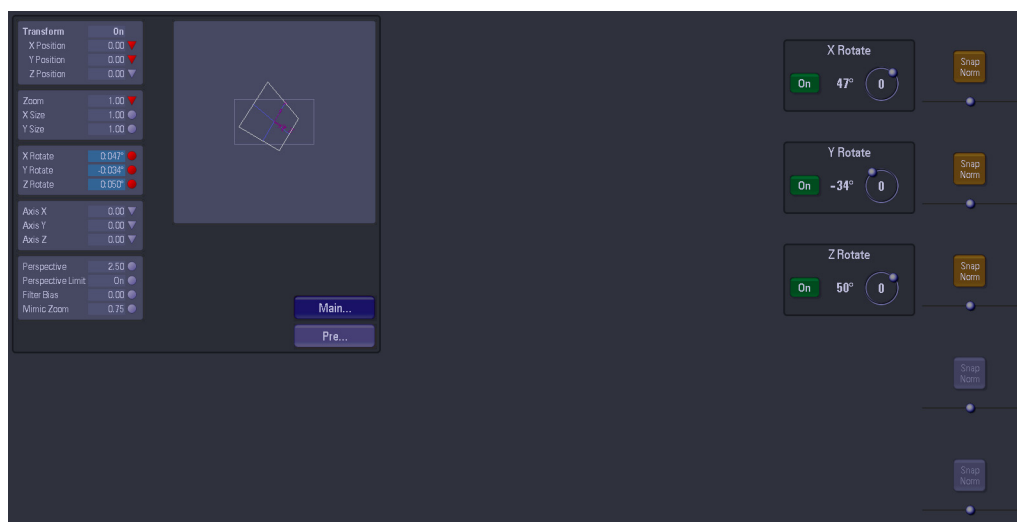 Transform On
X Position 0.00
Y Position 0.00
Z Position 0.00
Zoom 1.00
X Size 1.00
Y Size 1.00
X Rotate 0:047°
Y Rotate -0:034°
Z Rotate 0:050°
Axis X 0.00
Axis Y 0.00
Axis Z 0.00
Perspective 2.50
Perspective Limit On
Filter Bias 0.00
Mimic Zoom 0.75
Main...
Pre...
X Rotate
On 47° 0
Snap
Norm
Y Rotate
On -34° 0
Snap
Norm
Z Rotate
On 50° 0
Snap
Norm
Snap
Norm
Snap
Norm